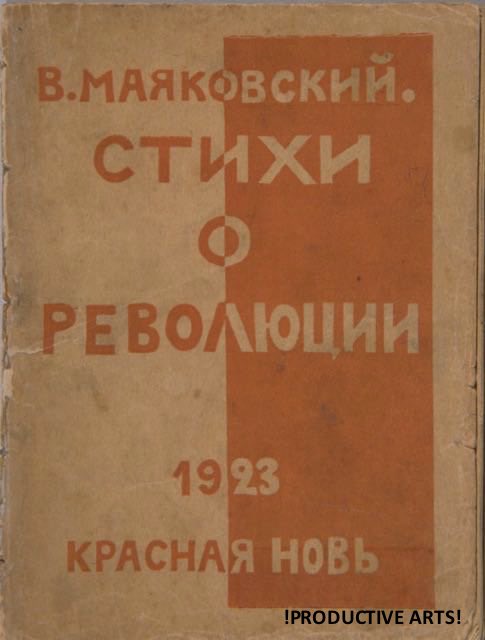 В.МАЯКОВСКИЙ.
СТИХИ
О
РЕВОЛЮЦИИ
1923
КРАСНАЯ НОВЬ
!PRODUCTIVE ARTS!